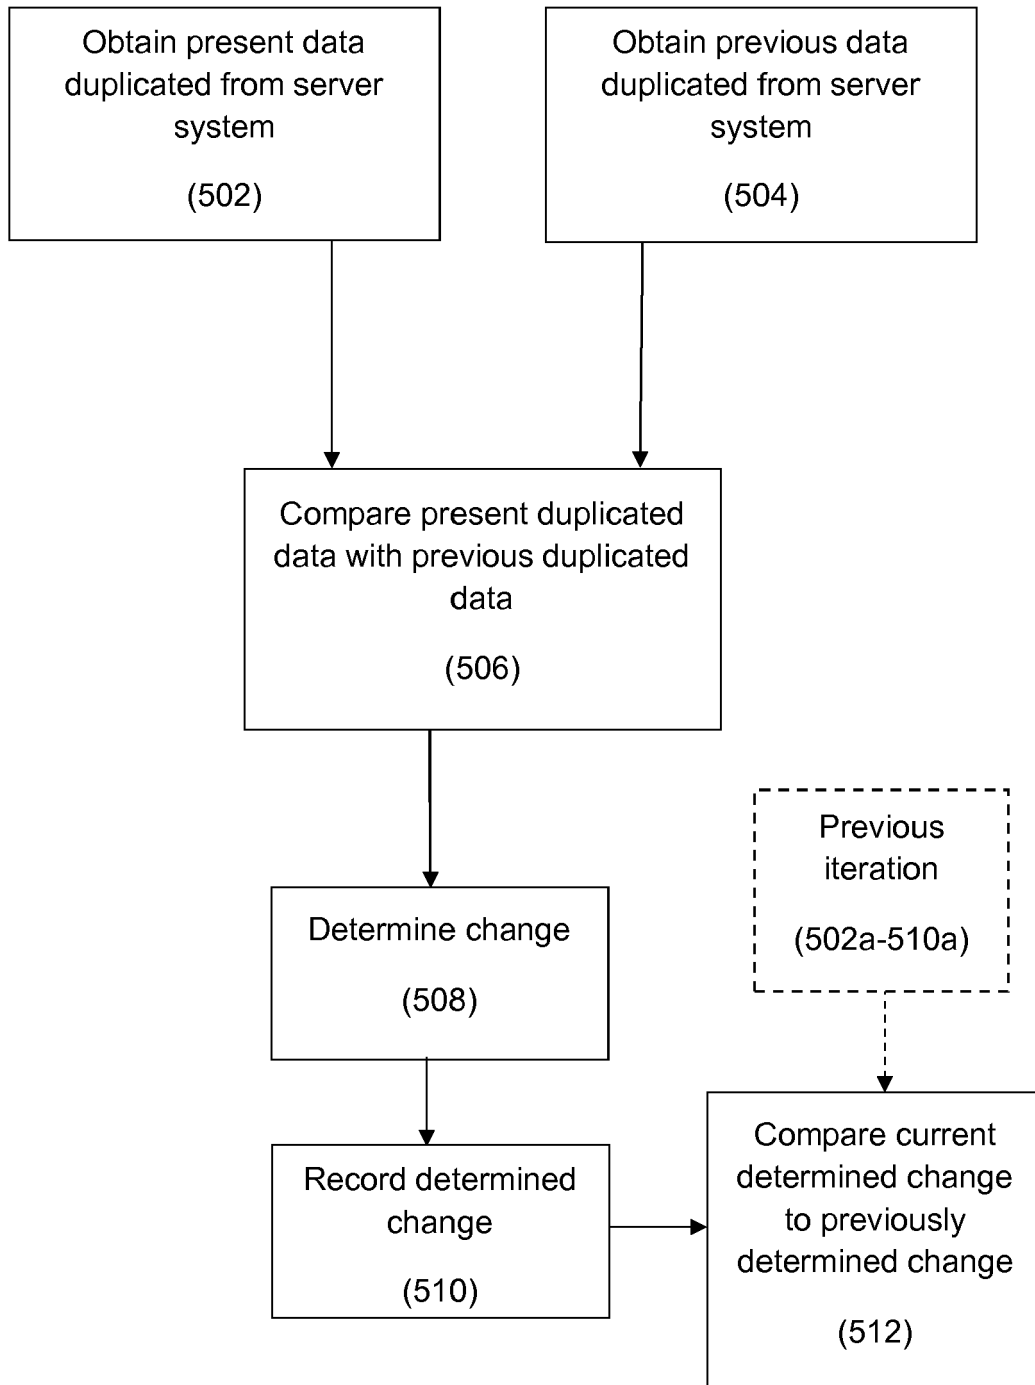 Obtain present data
duplicated from server
system
(502)
Obtain previous data
duplicated from server
system
(504)
Compare present duplicated
data with previous duplicated
data
(506)
Determine change
(508)
Previous
iteration
(502a-510a)
Record determined
change
(510)
Compare current
determined change
to previously
determined change
(512)